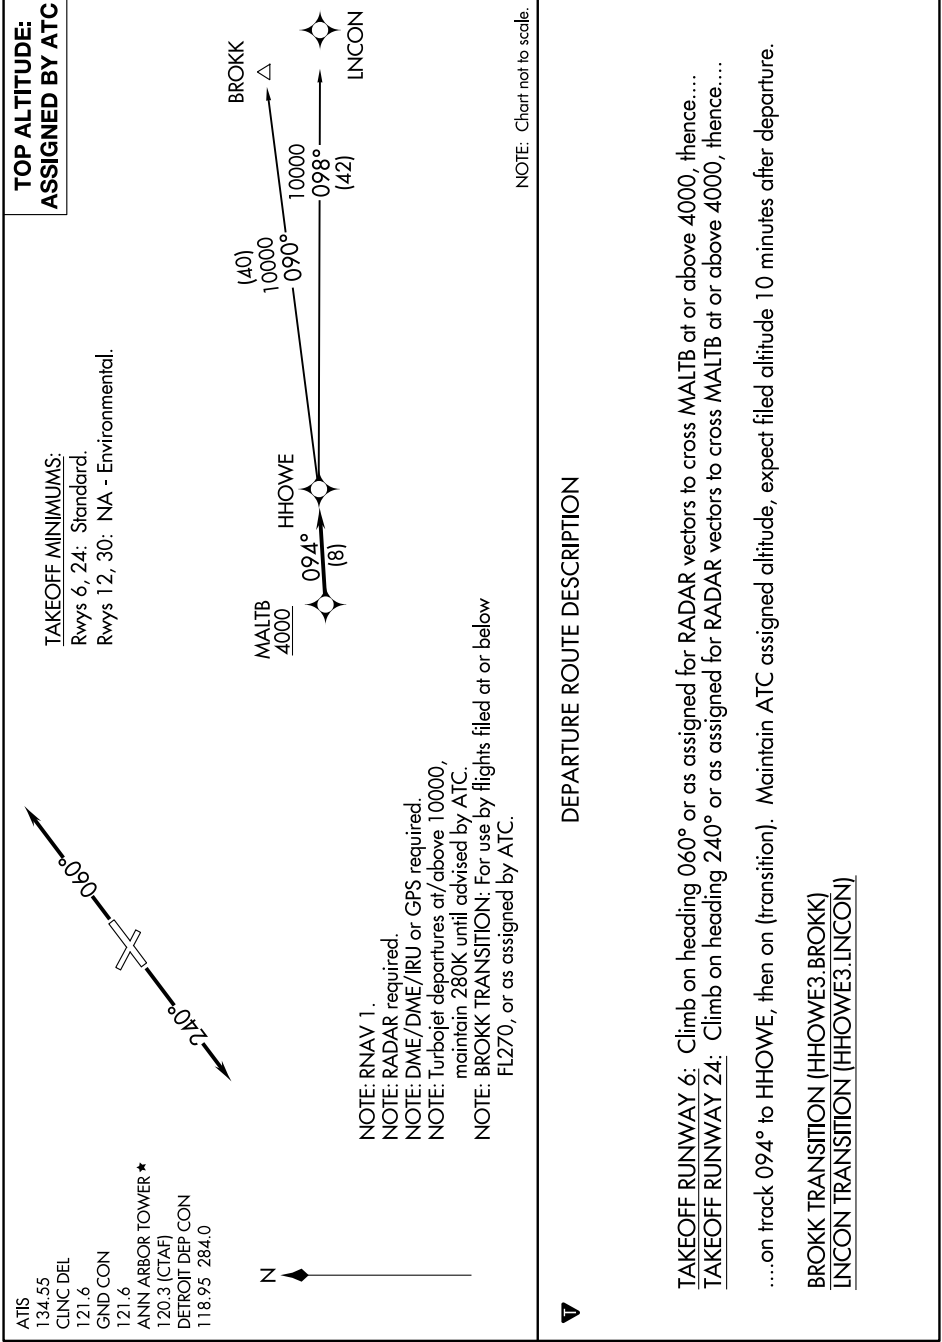 TOP ALTITUDE:
ASSIGNED BY ATC
ATIS
134.55
CLNC DEL
121.6
GND CON
121.6
ANN ARBOR TOWER ★
120.3 (CTAF)
DETROIT DEP CON
118.95 284.0
N
060°
240°
TAKEOFF MINIMUMS:
Rwys 6, 24: Standard.
Rwys 12, 30: NA - Environmental.
MALTB
4000
094°
(8)
HHOWE
(40)
10000
090°
BROKK
10000
098°
(42)
LNCON
NOTE: RNAV 1.
NOTE: RADAR required.
NOTE: DME/DME/IRU or GPS required.
NOTE: Turbojet departures at/above 10000,
maintain 280K until advised by ATC.
NOTE: BROKK TRANSITION: For use by flights filed at or below
FL270, or as assigned by ATC.
NOTE: Chart not to scale.
T
DEPARTURE ROUTE DESCRIPTION
TAKEOFF RUNWAY 6: Climb on heading 060° or as assigned for RADAR vectors to cross MALTB at or above 4000, thence....
TAKEOFF RUNWAY 24: Climb on heading 240° or as assigned for RADAR vectors to cross MALTB at or above 4000, thence....
....on track 094° to HHOWE, then on (transition). Maintain ATC assigned altitude, expect filed altitude 10 minutes after departure.
BROKK TRANSITION (HHOWE3.BROKK)
LNCON TRANSITION (HHOWE3.LNCON)